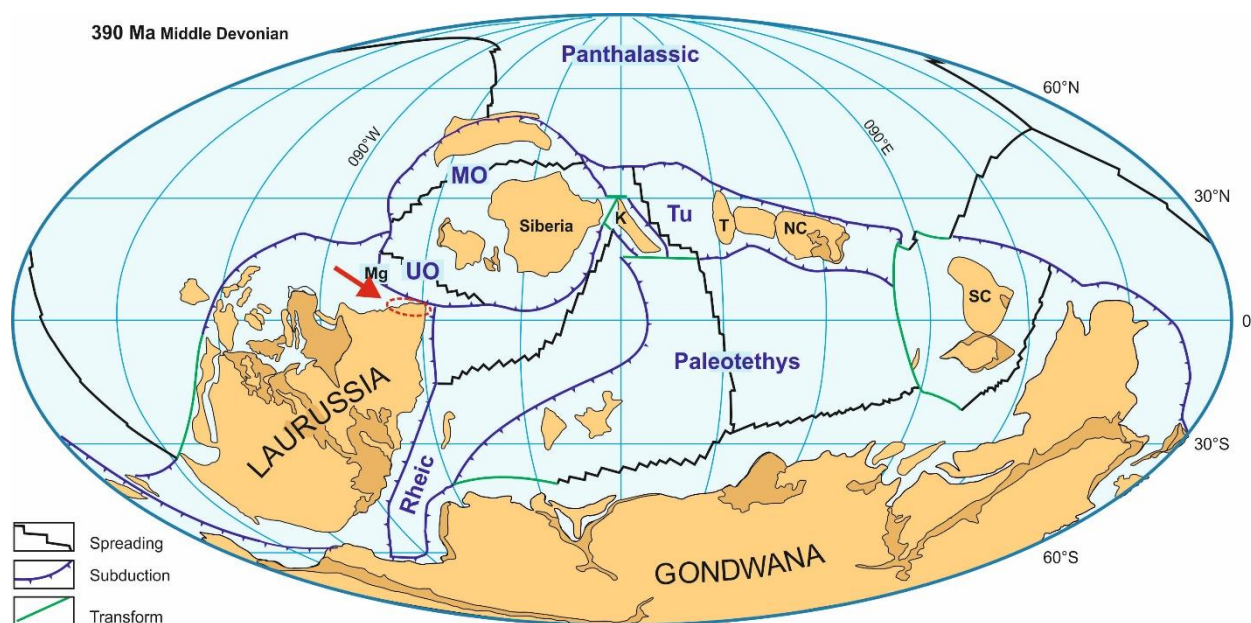 390 Ma Middle Devonian
Panthalassic
60°N
090°W
090°E
MO
30°N
Siberia
K
Tu
T
NC
Mg
UO
SC
0
Paleotethys
LAURUSSIA
30°S
Rheic
Spreading
60°S
GONDWANA
Subduction
Transform